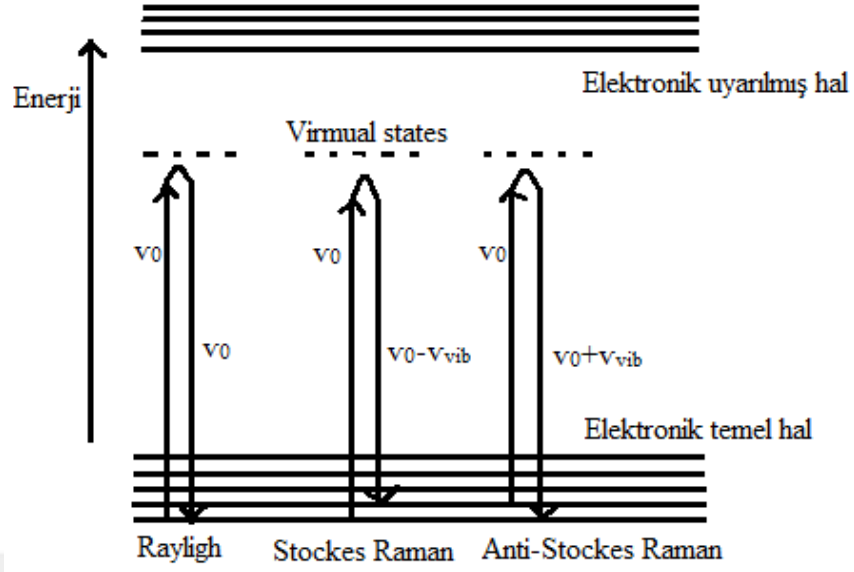 Elektronik uyarılmış hal
Enerji
Virmual states
v0
v0
v0
v0
v0-vvib
v0+vvib
Elektronik temel hal
Rayligh
Stockes Raman
Anti-Stockes Raman